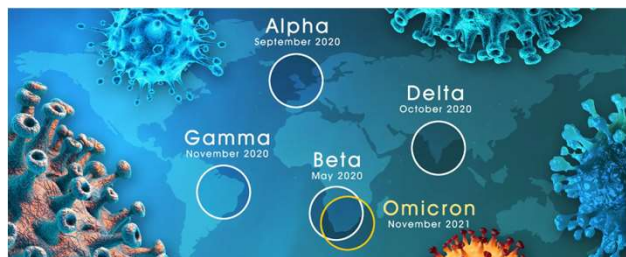 Alpha
September 2020
Delta
October 2020
Gamma
November 2020
Beta
May 2020
Omicron
November 2021